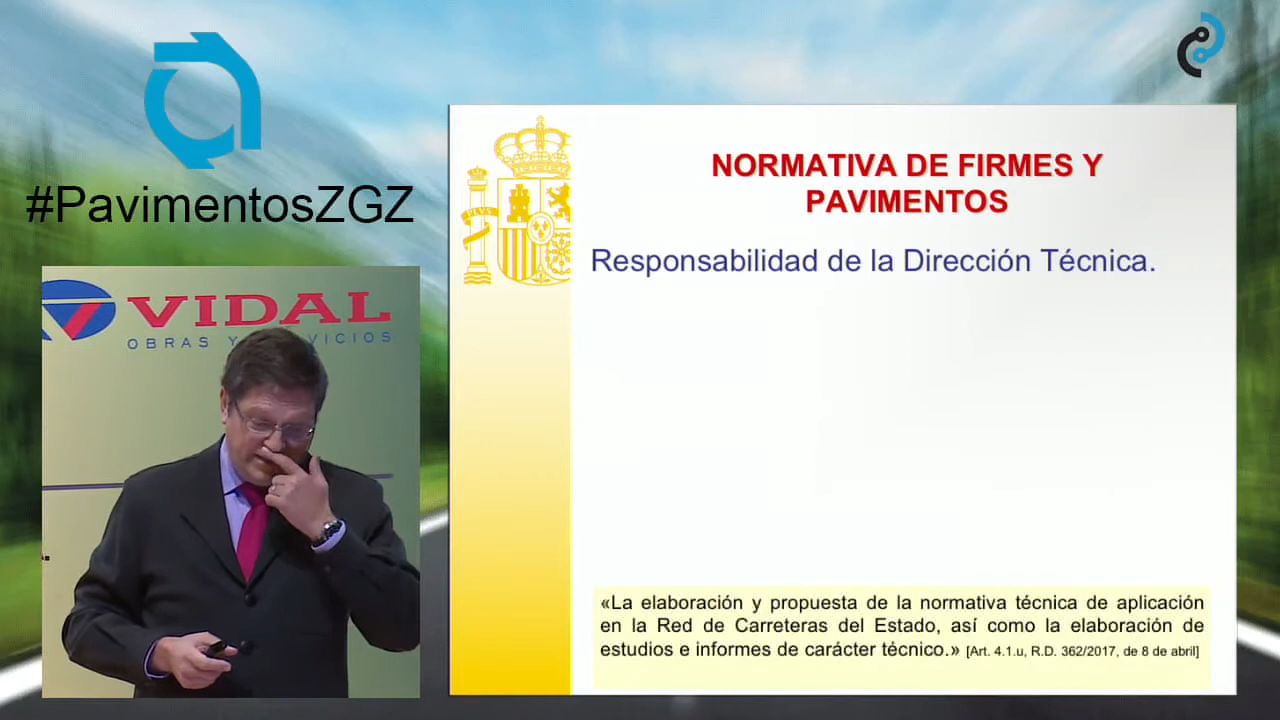 #PavimentosZGZ
VIDAL
OBRAS Y SERVICIOS
PLVS
NORMATIVA DE FIRMES Y
PAVIMENTOS
Responsabilidad de la Dirección Técnica.
«La elaboración y propuesta de la normativa técnica de aplicación
en la Red de Carreteras del Estado, así como la elaboración de
estudios e informes de carácter técnico.» [Art. 4.1.u, R.D. 362/2017, de 8 de abril]